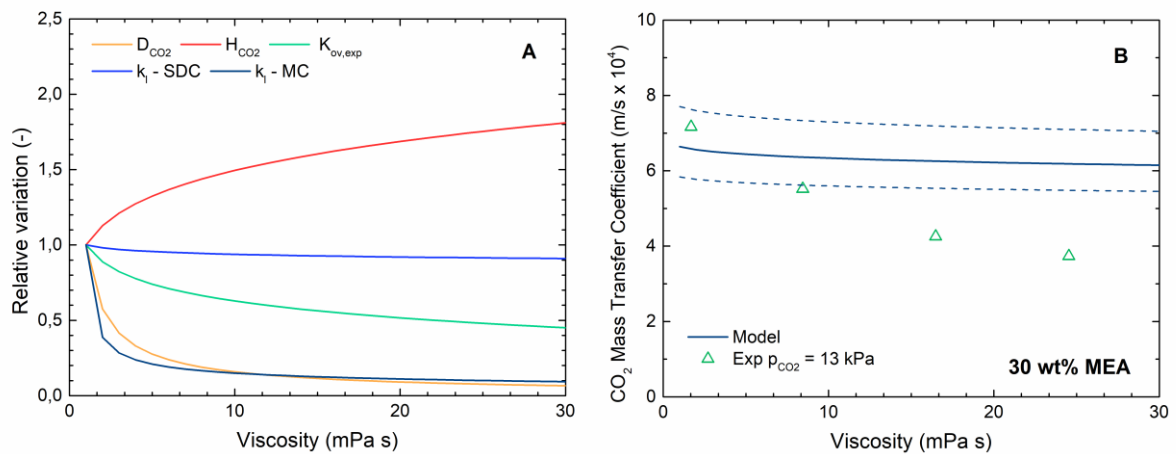 2,5
2,0
1,5
1,0
0,5
0,0
Relative variation (-)
D_CO2 H_CO2 K_ov,exp
k_l - SDC k_l - MC
A
0 10 20 30
Viscosity (mPa s)
10
8
6
4
2
0
CO2 Mass Transfer Coefficient (m/s x 10^4)
B
Model
Exp p_CO2 = 13 kPa
30 wt% MEA
0 10 20 30
Viscosity (mPa s)